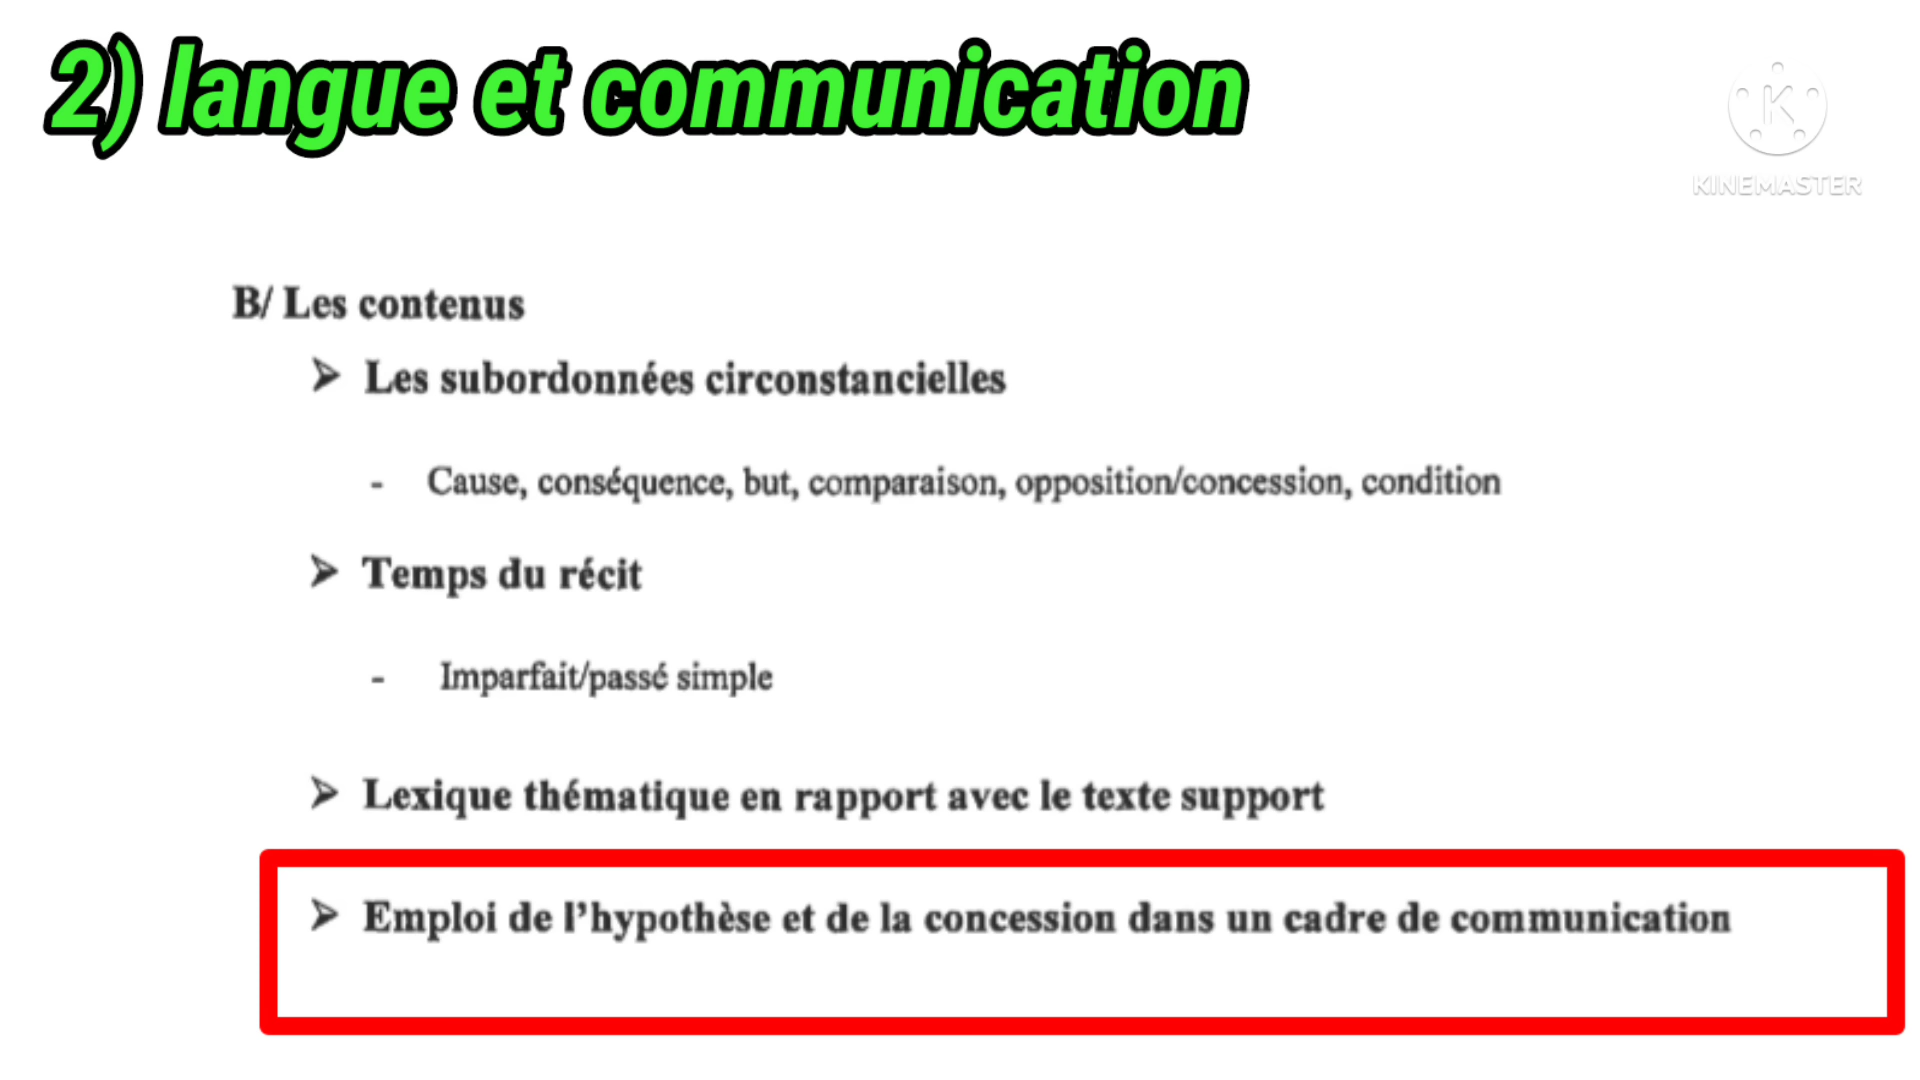 2) langue et communication
K
KINEMASTER
B/ Les contenus
➢ Les subordonnées circonstancielles
- Cause, conséquence, but, comparaison, opposition/concession, condition
➢ Temps du récit
- Imparfait/passé simple
➢ Lexique thématique en rapport avec le texte support
➢ Emploi de l’hypothèse et de la concession dans un cadre de communication